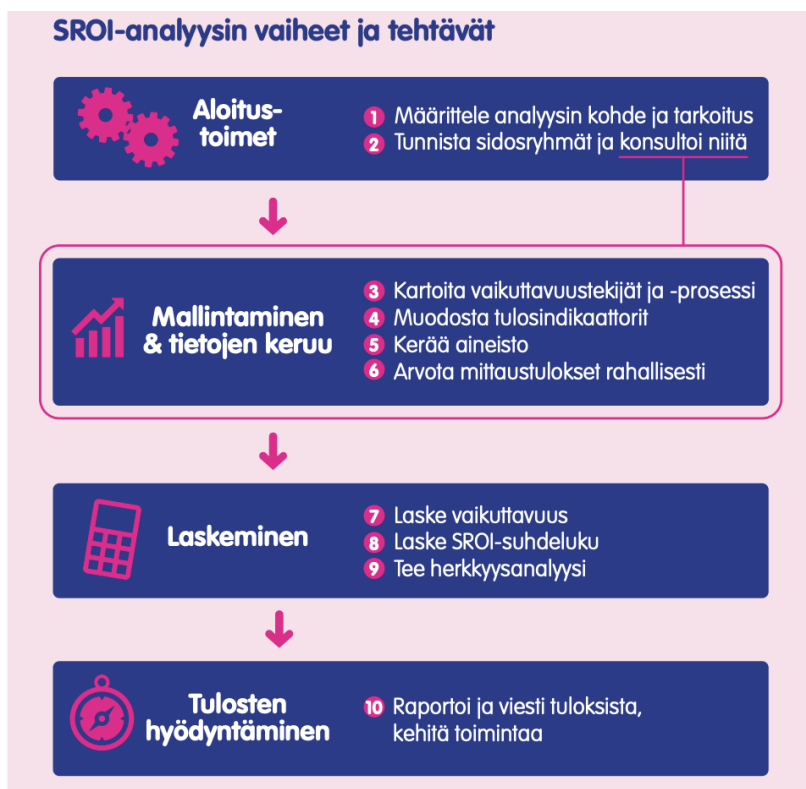 SROI-analyysin vaiheet ja tehtävät
Aloitus-
toimet
1 Määrittele analyysin kohde ja tarkoitus
2 Tunnista sidosryhmät ja konsultoi niitä
Mallintaminen
& tietojen keruu
3 Kartoita vaikuttavuustekijät ja -prosessi
4 Muodosta tulosindikaattorit
5 Kerää aineisto
6 Arvota mittaustulokset rahallisesti
Laskeminen
7 Laske vaikuttavuus
8 Laske SROI-suhdeluku
9 Tee herkkyysanalyysi
Tulosten
hyödyntäminen
10 Raportoi ja viesti tuloksista,
kehitä toimintaa